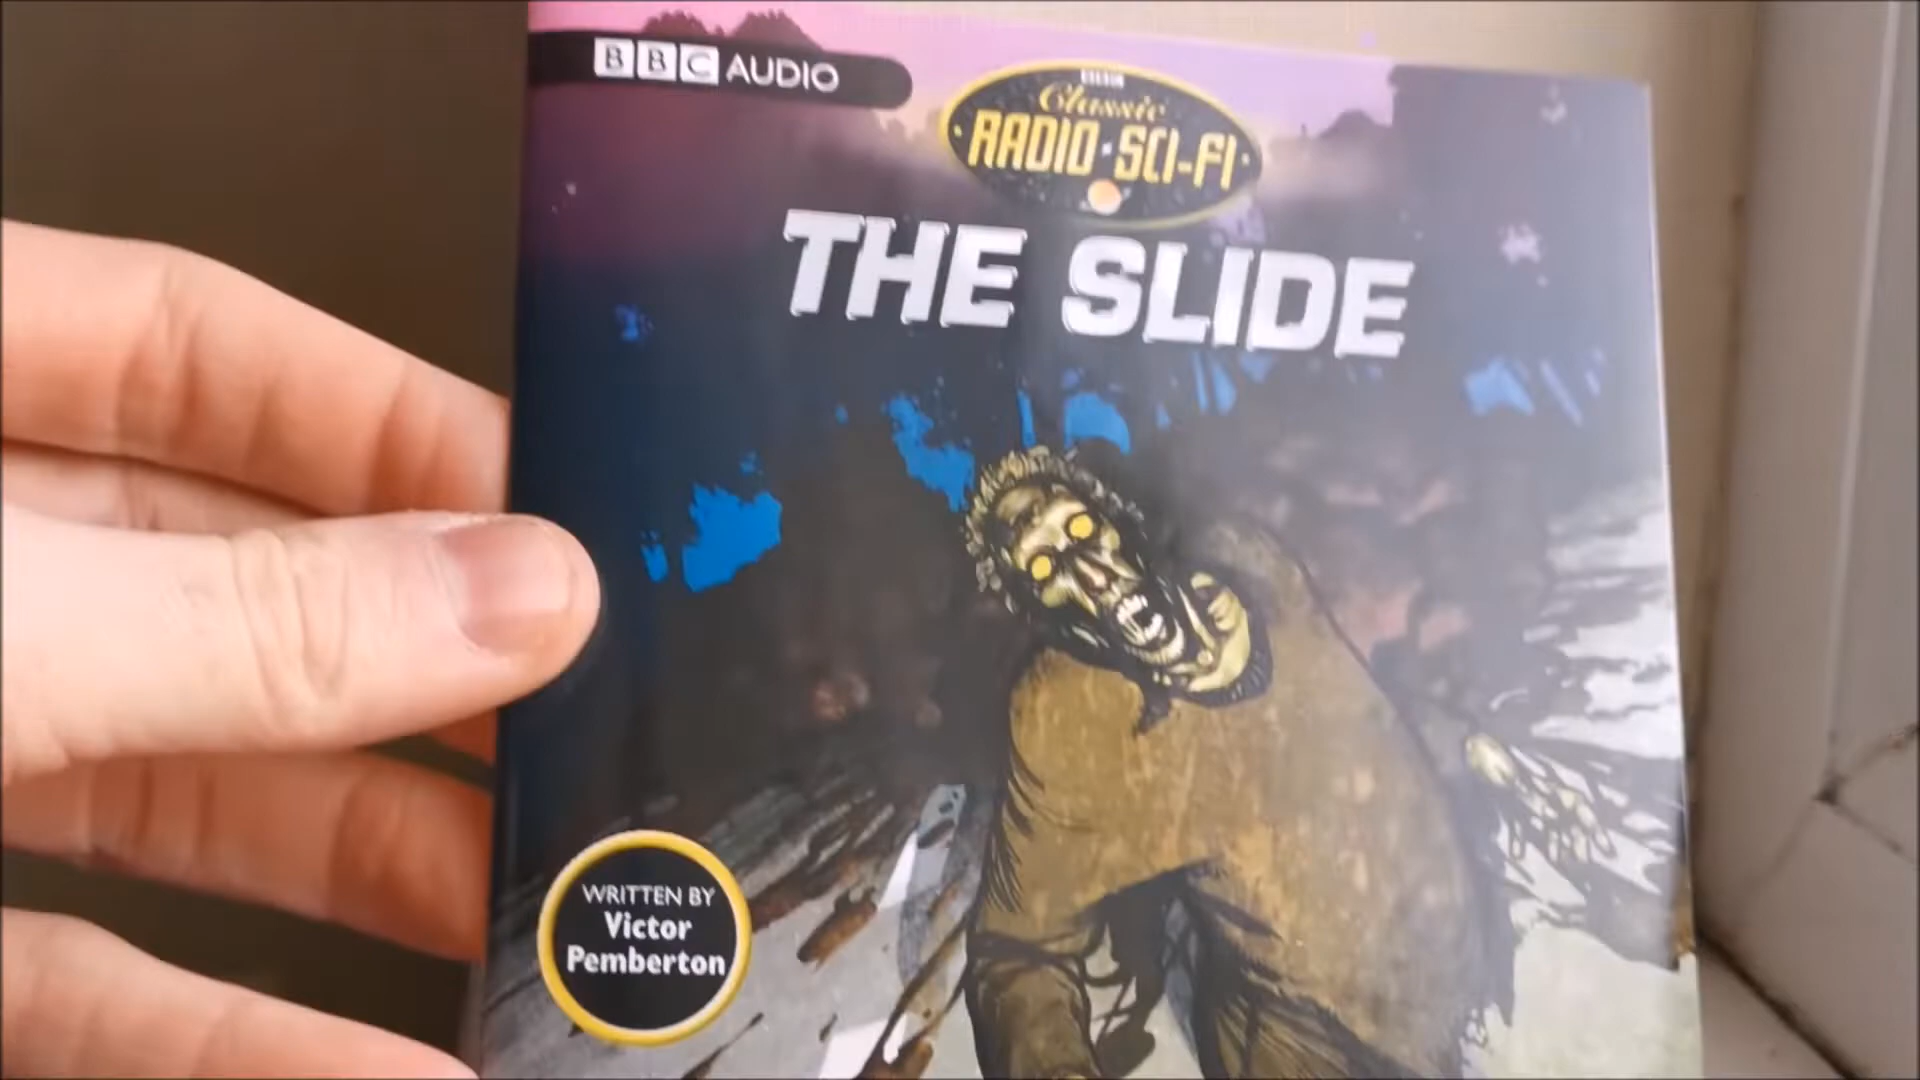 BBC AUDIO
Classic
RADIO·SCI-FI
THE SLIDE
WRITTEN BY
Victor
Pemberton